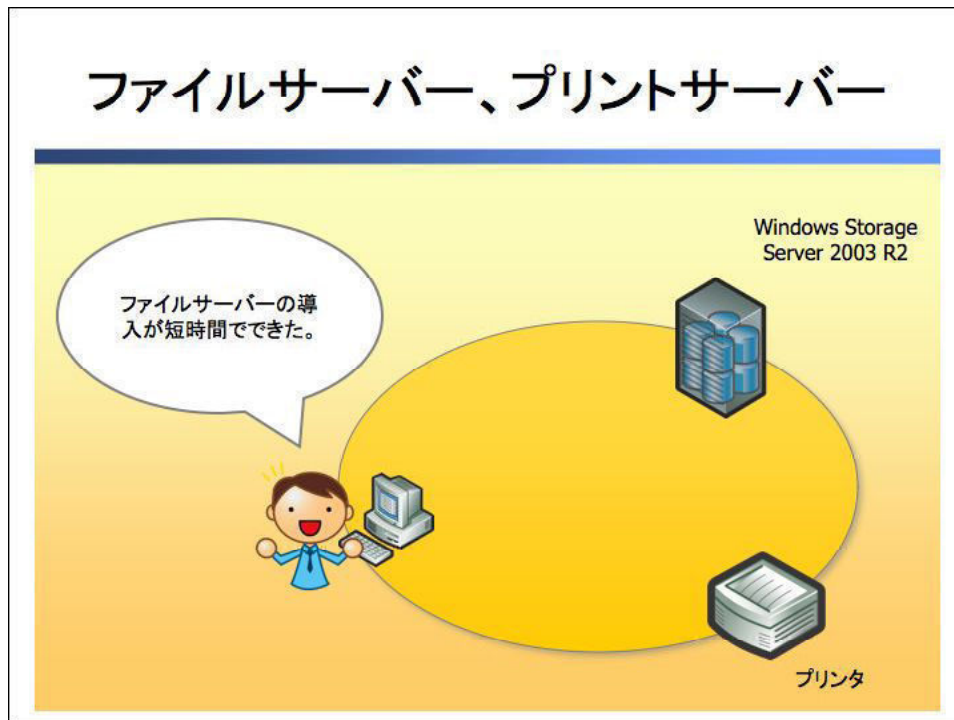 ファイルサーバー、プリントサーバー
ファイルサーバーの導
入が短時間でできた。
Windows Storage
Server 2003 R2
プリンタ